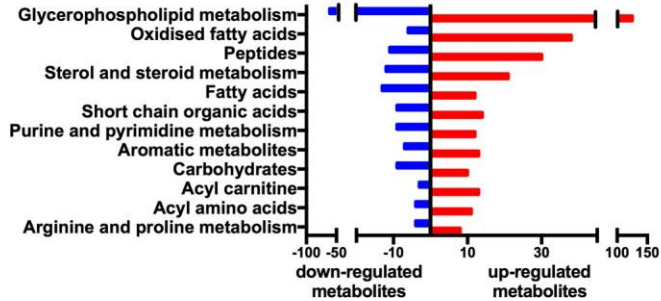 Glycerophospholipid metabolism
Oxidised fatty acids
Peptides
Sterol and steroid metabolism
Fatty acids
Short chain organic acids
Purine and pyrimidine metabolism
Aromatic metabolites
Carbohydrates
Acyl carnitine
Acyl amino acids
Arginine and proline metabolism
-100 -50 -10 10 30 100 150
down-regulated metabolites
up-regulated metabolites